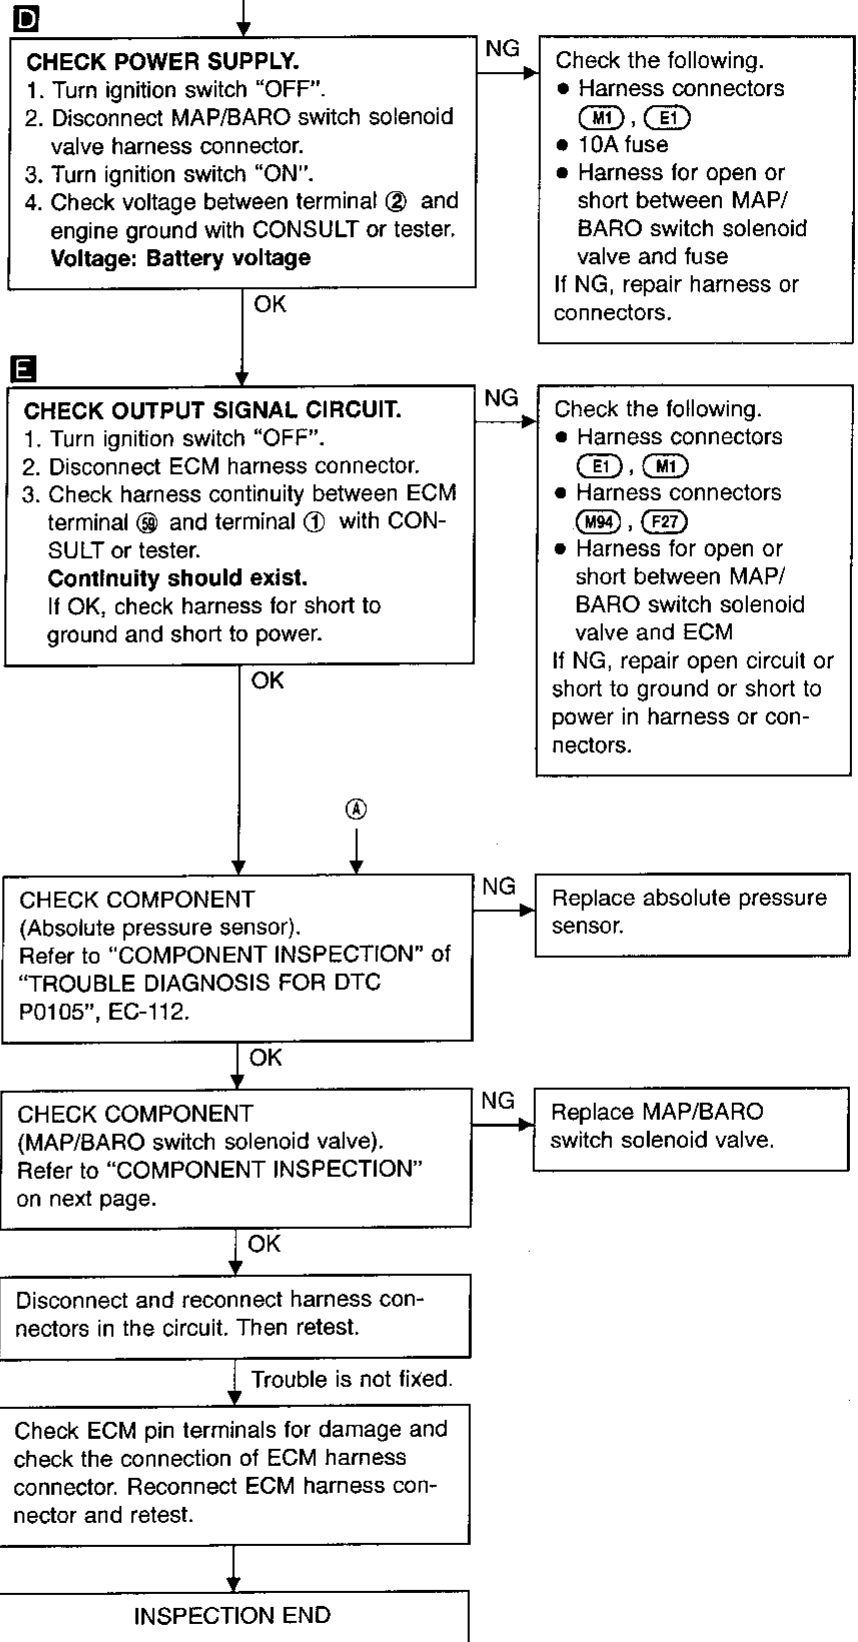 D
CHECK POWER SUPPLY.
1. Turn ignition switch “OFF”.
2. Disconnect MAP/BARO switch solenoid
valve harness connector.
3. Turn ignition switch “ON”.
4. Check voltage between terminal ② and
engine ground with CONSULT or tester.
Voltage: Battery voltage
NG
Check the following.
● Harness connectors
M1 , E1
● 10A fuse
● Harness for open or
short between MAP/
BARO switch solenoid
valve and fuse
If NG, repair harness or
connectors.
OK
E
CHECK OUTPUT SIGNAL CIRCUIT.
1. Turn ignition switch “OFF”.
2. Disconnect ECM harness connector.
3. Check harness continuity between ECM
terminal 59 and terminal ① with CON-
SULT or tester.
Continuity should exist.
If OK, check harness for short to
ground and short to power.
NG
Check the following.
● Harness connectors
E1 , M1
● Harness connectors
M94 , F27
● Harness for open or
short between MAP/
BARO switch solenoid
valve and ECM
If NG, repair open circuit or
short to ground or short to
power in harness or con-
nectors.
OK
Ⓐ
CHECK COMPONENT
(Absolute pressure sensor).
Refer to “COMPONENT INSPECTION” of
“TROUBLE DIAGNOSIS FOR DTC
P0105”, EC-112.
NG
Replace absolute pressure
sensor.
OK
CHECK COMPONENT
(MAP/BARO switch solenoid valve).
Refer to “COMPONENT INSPECTION”
on next page.
NG
Replace MAP/BARO
switch solenoid valve.
OK
Disconnect and reconnect harness con-
nectors in the circuit. Then retest.
Trouble is not fixed.
Check ECM pin terminals for damage and
check the connection of ECM harness
connector. Reconnect ECM harness con-
nector and retest.
INSPECTION END